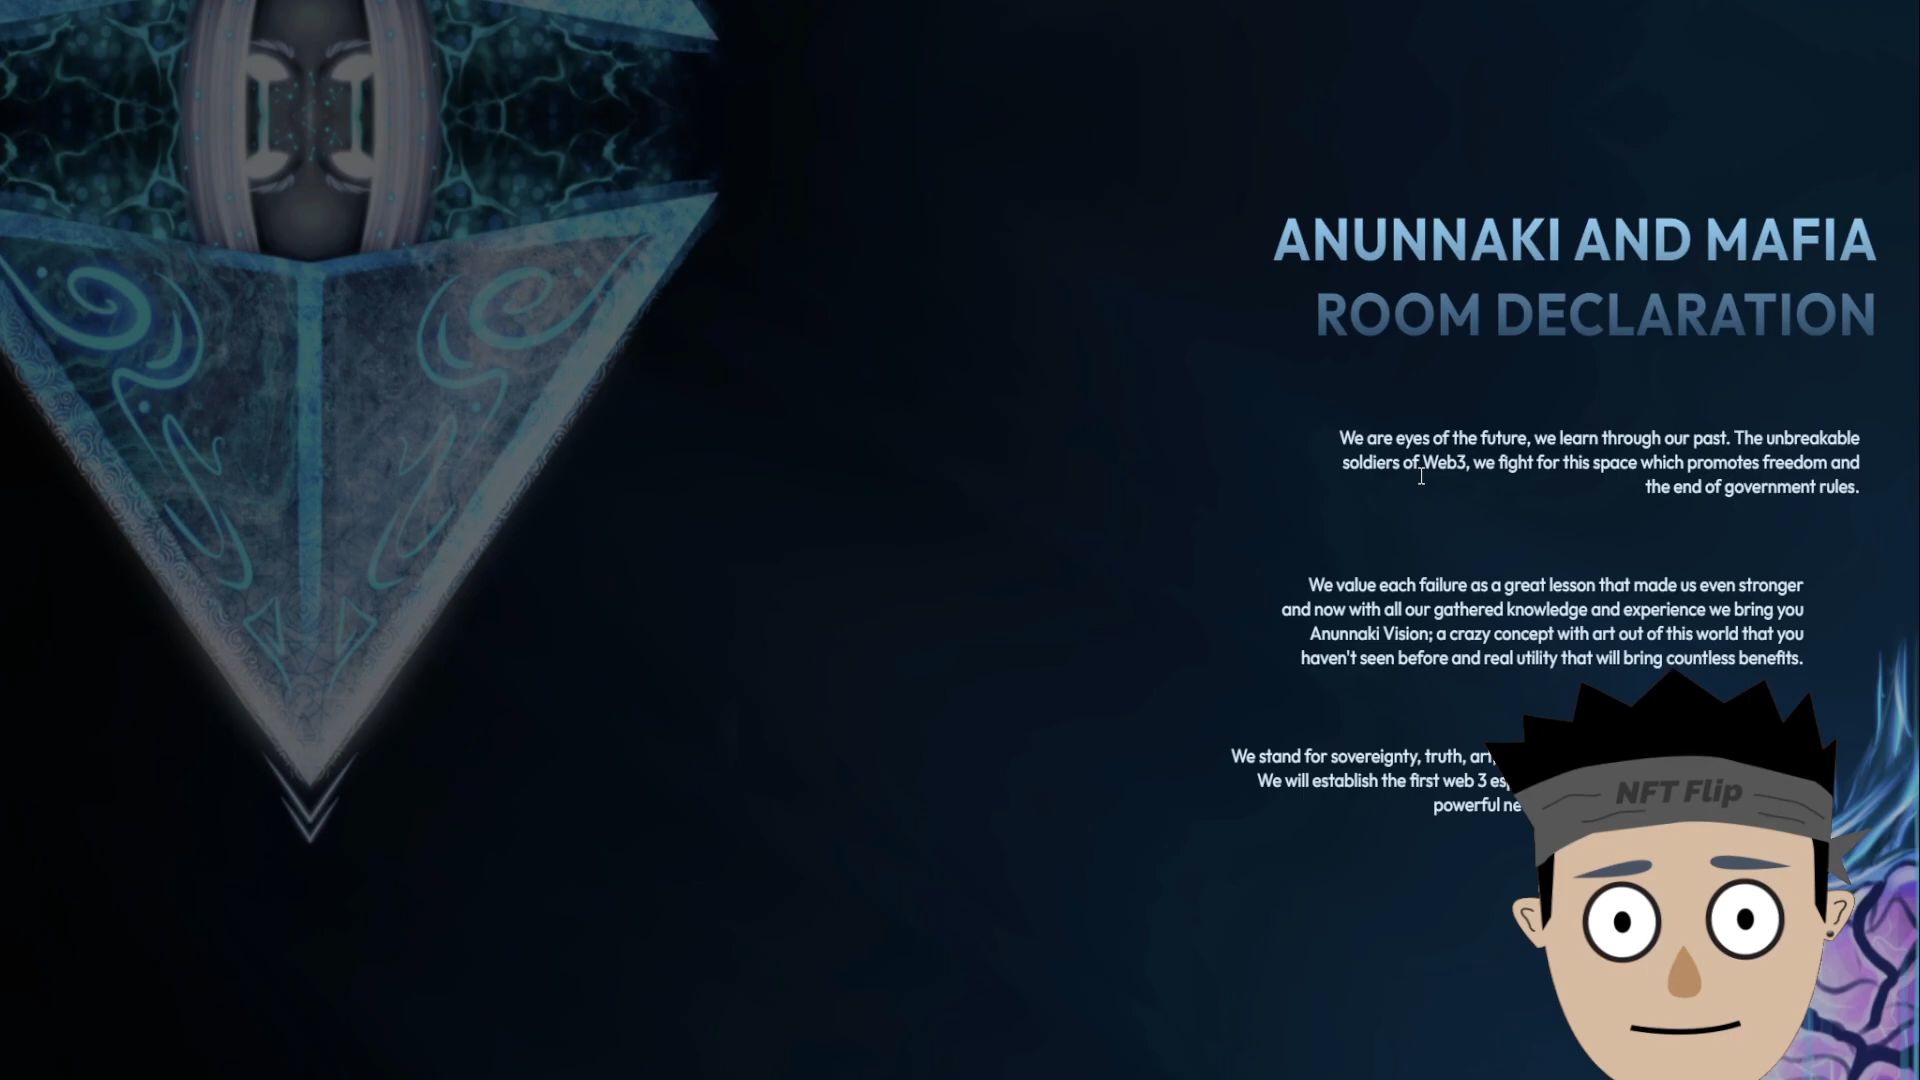 ANUNNAKI AND MAFIA
ROOM DECLARATION
We are eyes of the future, we learn through our past. The unbreakable
soldiers of Web3, we fight for this space which promotes freedom and
the end of government rules.
We value each failure as a great lesson that made us even stronger
and now with all our gathered knowledge and experience we bring you
Anunnaki Vision; a crazy concept with art out of this world that you
haven't seen before and real utility that will bring countless benefits.
We stand for sovereignty, truth, art,
We will establish the first web 3
powerful
NFT Flip